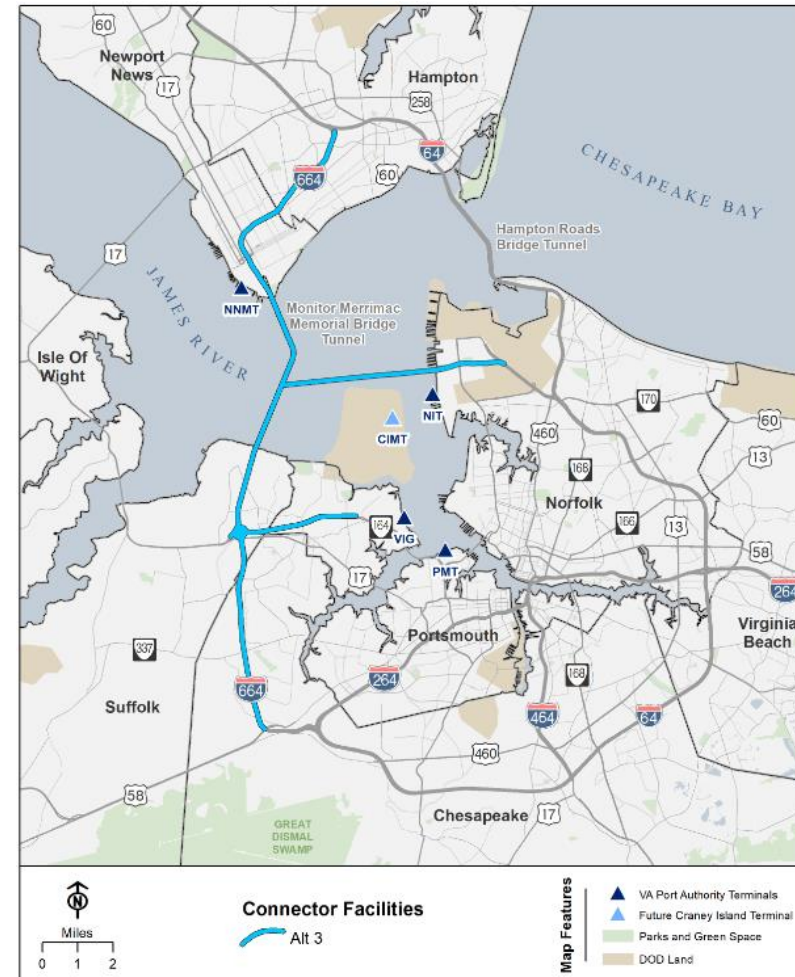 60
Newport
News
17
Hampton
258
64
664
60
CHESAPEAKE BAY
Hampton Roads
Bridge Tunnel
17
JAMES RIVER
NNMT
Monitor Merrimac
Memorial Bridge
Tunnel
Isle Of
Wight
NIT
170
CIMT
460
60
13
168
Norfolk
164
VIG
166
13
58
PMT
17
264
Virginia
Beach
Portsmouth
337
264
168
Suffolk
664
464
64
460
58
Chesapeake
17
GREAT
DISMAL
SWAMP
N
Miles
0 1 2
Connector Facilities
Alt 3
Map Features
VA Port Authority Terminals
Future Craney Island Terminal
Parks and Green Space
DOD Land